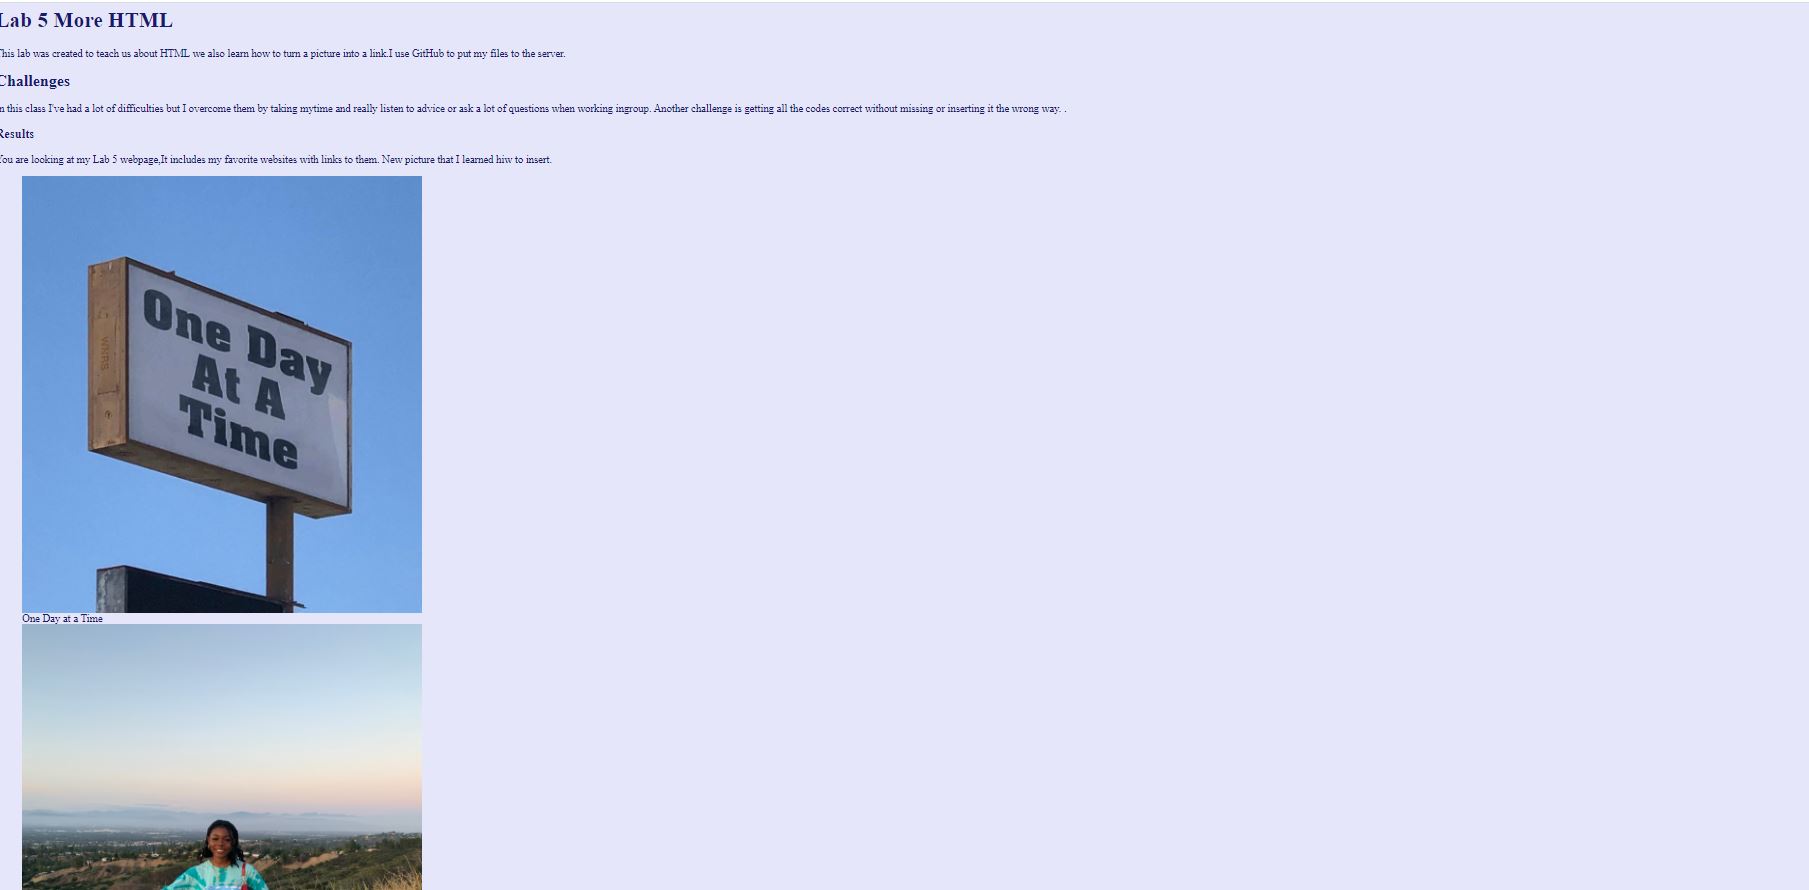 Lab 5 More HTML
This lab was created to teach us about HTML we also learn how to turn a picture into a link.I use GitHub to put my files to the server.
Challenges
In this class I've had a lot of difficulties but I overcome them by taking mytime and really listen to advice or ask a lot of questions when working ingroup. Another challenge is getting all the codes correct without missing or inserting it the wrong way. .
Results
You are looking at my Lab 5 webpage,It includes my favorite websites with links to them. New picture that I learned hiw to insert.
One Day
At A
Time
WNRS
One Day at a Time